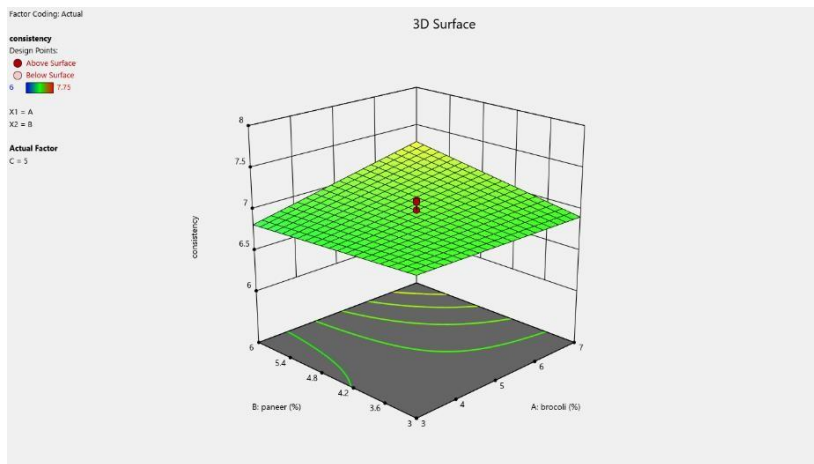 Factor Coding: Actual
3D Surface
consistency
Design Points:
Above Surface
Below Surface
6 7.75
X1 = A
X2 = B
Actual Factor
C = 5
8
7.5
7
6.5
6
consistency
6
5.4
4.8
4.2
3.6
3
B: paneer (%)
3
4
5
6
7
A: brocoli (%)